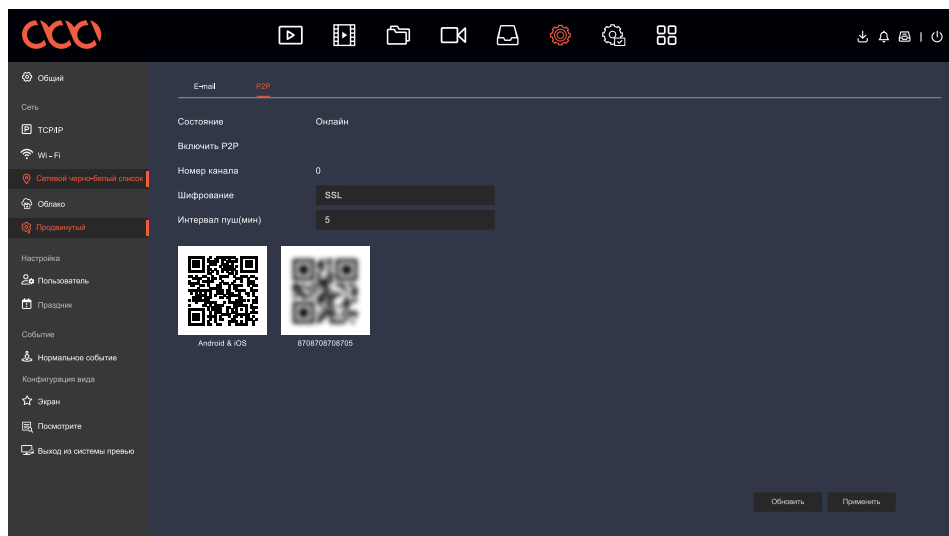 Общий
Сеть
TCP/IP
Wi - Fi
Сетевой черно-белый список
Облако
Продвинутый
Настройка
Пользователь
Праздник
Событие
Нормальное событие
Конфигурация вида
Экран
Посмотрите
Выход из системы превью
E-mail P2P
Состояние Онлайн
Включить P2P
Номер канала 0
Шифрование SSL
Интервал пуш(мин) 5
Android & iOS 8708708708705
Обновить Применить